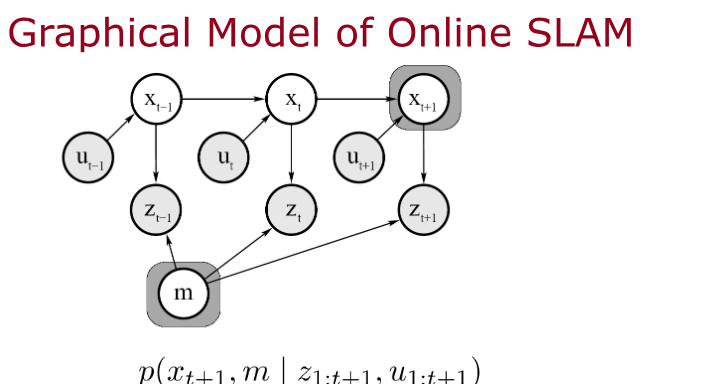 Graphical Model of Online SLAM
x_{t-1} x_t x_{t+1}
u_{t-1} u_t u_{t+1}
z_{t-1} z_t z_{t+1}
m
p(x_{t+1}, m | z_{1:t+1}, u_{1:t+1})